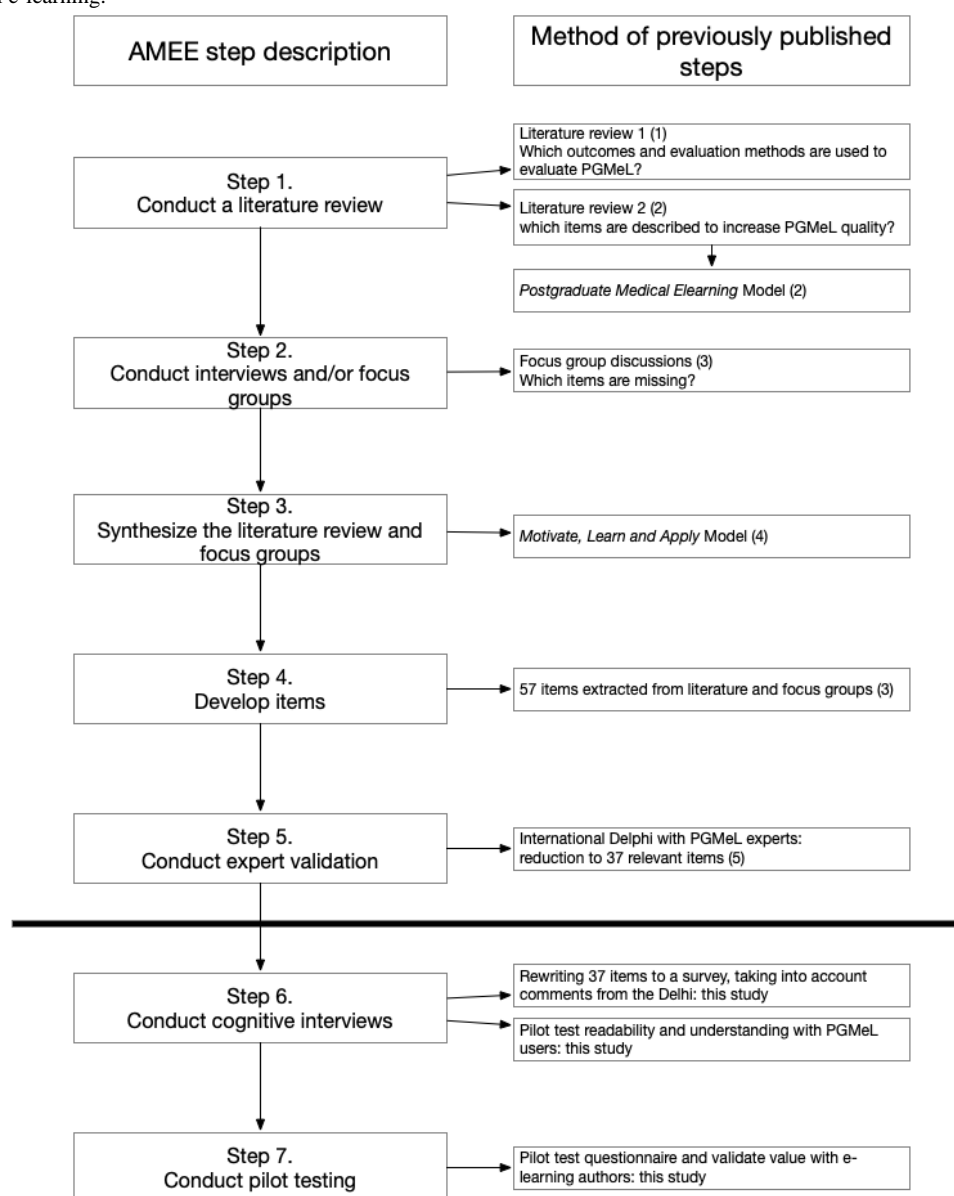 e-learning.
AMEE step description
Method of previously published
steps
Step 1.
Conduct a literature review
Literature review 1 (1)
Which outcomes and evaluation methods are used to
evaluate PGMeL?
Literature review 2 (2)
which items are described to increase PGMeL quality?
Postgraduate Medical Elearning Model (2)
Step 2.
Conduct interviews and/or focus
groups
Focus group discussions (3)
Which items are missing?
Step 3.
Synthesize the literature review and
focus groups
Motivate, Learn and Apply Model (4)
Step 4.
Develop items
57 items extracted from literature and focus groups (3)
Step 5.
Conduct expert validation
International Delphi with PGMeL experts:
reduction to 37 relevant items (5)
Step 6.
Conduct cognitive interviews
Rewriting 37 items to a survey, taking into account
comments from the Delhi: this study
Pilot test readability and understanding with PGMeL
users: this study
Step 7.
Conduct pilot testing
Pilot test questionnaire and validate value with e-
learning authors: this study